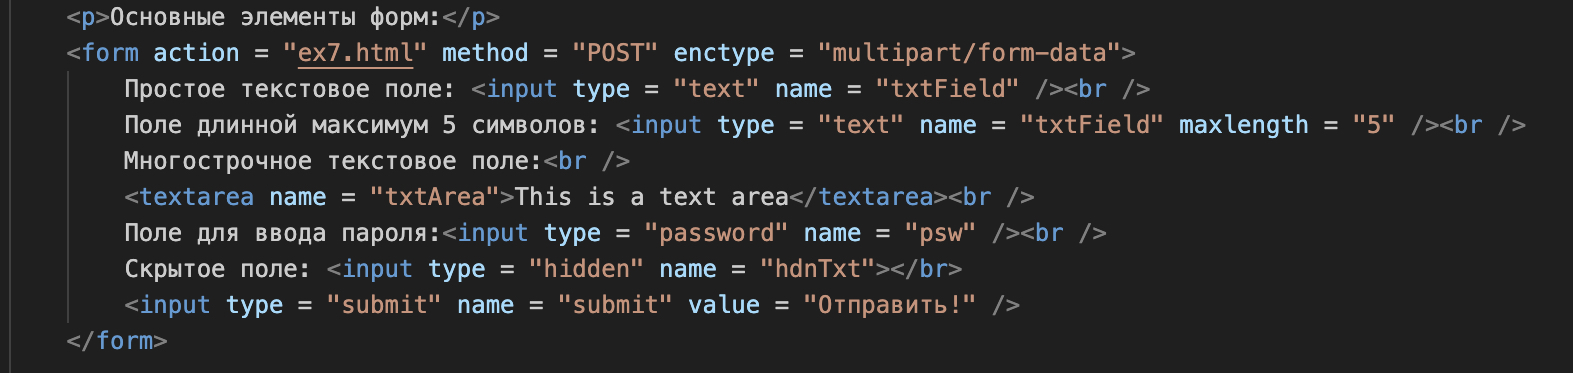 <p>Основные элементы форм:</p>
<form action = "ex7.html" method = "POST" enctype = "multipart/form-data">
Простое текстовое поле: <input type = "text" name = "txtField" /><br />
Поле длинной максимум 5 символов: <input type = "text" name = "txtField" maxlength = "5" /><br />
Многострочное текстовое поле:<br />
<textarea name = "txtArea">This is a text area</textarea><br />
Поле для ввода пароля:<input type = "password" name = "psw" /><br />
Скрытое поле: <input type = "hidden" name = "hdnTxt"></br>
<input type = "submit" name = "submit" value = "Отправить!" />
</form>